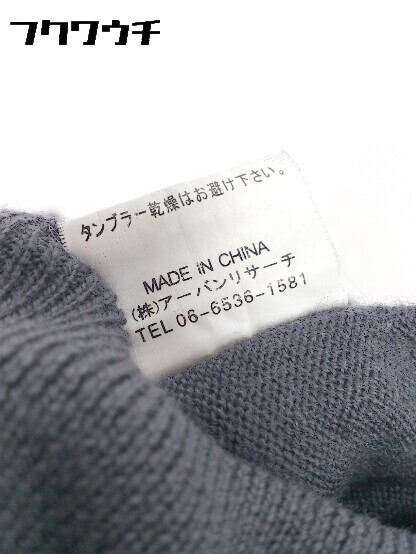 フクワウチ
タンブラー乾燥はお避け下さい。
MADE IN CHINA
(株)アーバンリサーチ
TEL 06-6536-1581